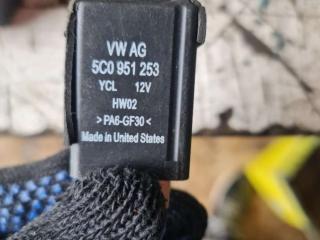 VW AG
5C0 951 253
YCL 12V
HW02
>PA6-GF30<
Made in United States